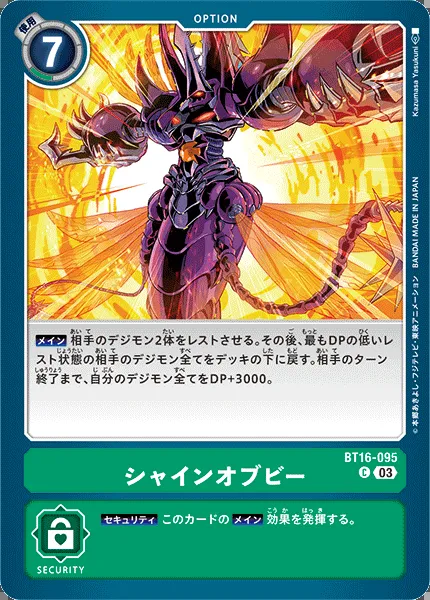 使用
7
OPTION
Kazumasa Yasukuni
BANDAI MADE IN JAPAN
© 本郷あきよし・フジテレビ・東映アニメーション
メイン 相手のデジモン2体をレストさせる。その後、最もDPの低いレ
スト状態の相手のデジモン全てをデッキの下に戻す。相手のターン
終了まで、自分のデジモン全てをDP+3000。
BT16-095
シャインオブビー
C 03
セキュリティ このカードの メイン 効果を発揮する。
SECURITY